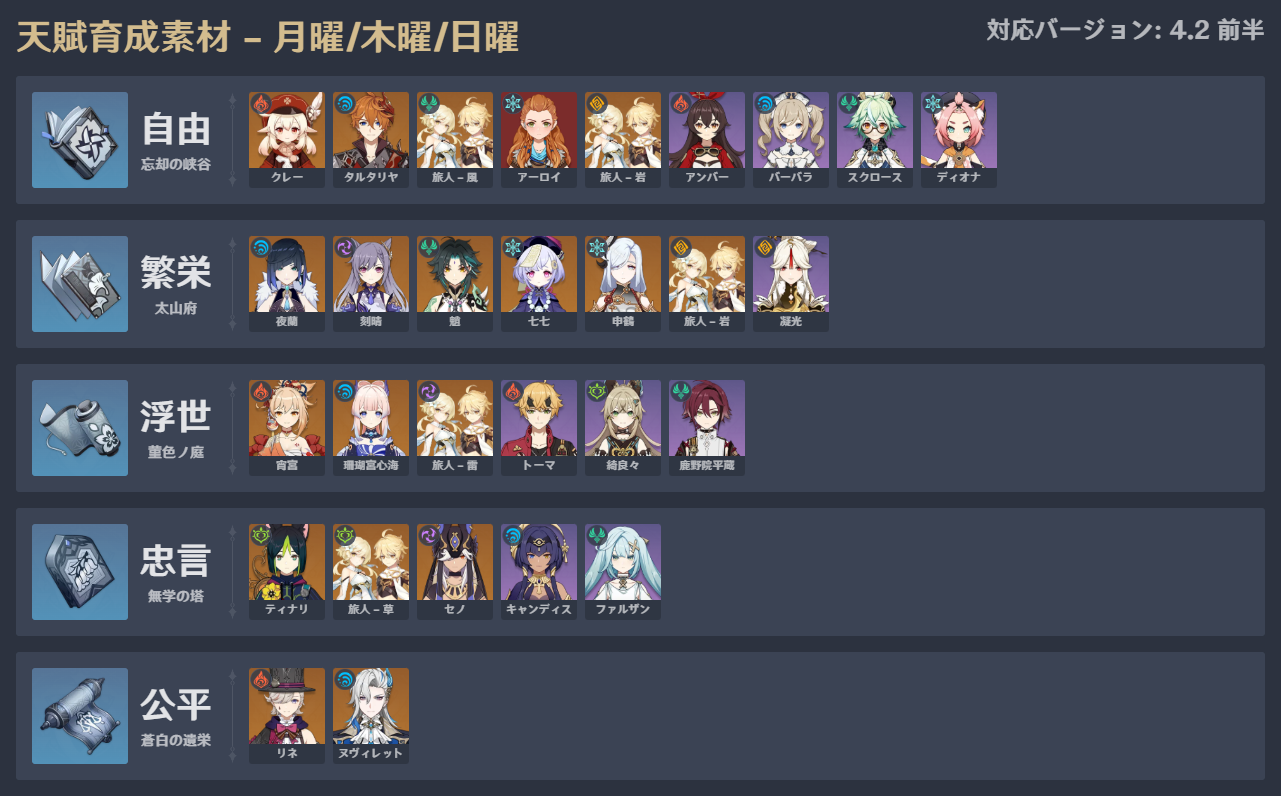 天賦育成素材 – 月曜/木曜/日曜
対応バージョン: 4.2 前半
自由
忘却の峡谷
クレー
タルタリヤ
旅人 – 風
アーロイ
旅人 – 岩
アンバー
バーバラ
スクロース
ディオナ
繁栄
太山府
夜蘭
刻晴
魈
七七
申鶴
旅人 – 岩
凝光
浮世
菫色ノ庭
宵宮
珊瑚宮心海
旅人 – 雷
トーマ
綺良々
鹿野院平蔵
忠言
無学の塔
ティナリ
旅人 – 草
セノ
キャンディス
ファルザン
公平
蒼白の遺栄
リネ
ヌヴィレット